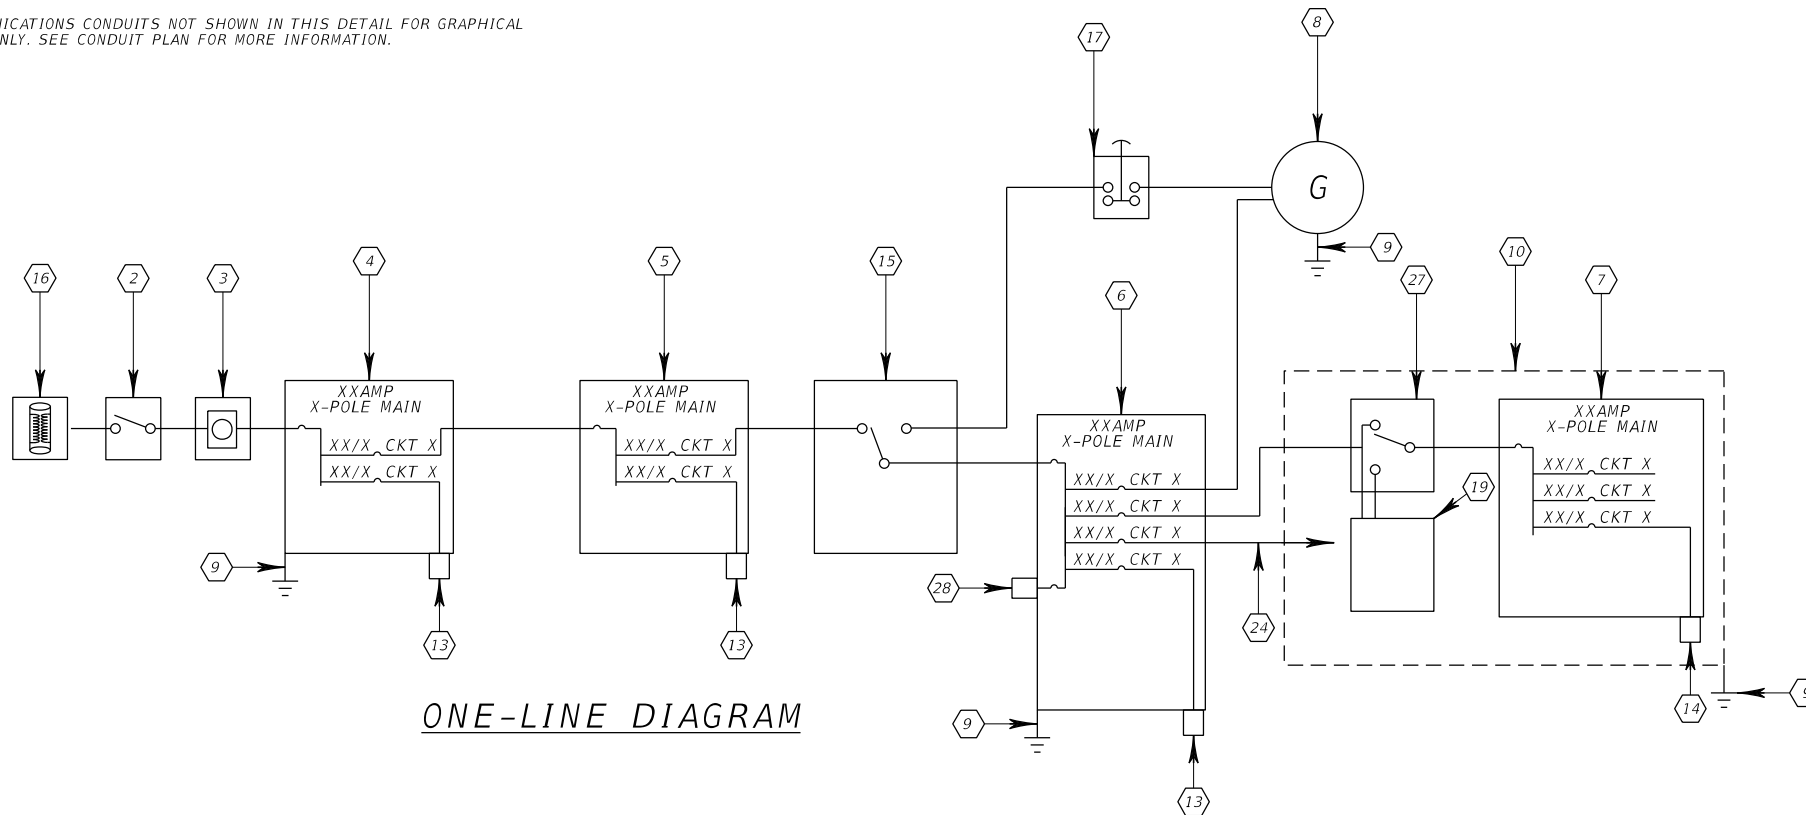 CONDUITS NOT SHOWN IN THIS DETAIL FOR GRAPHICAL
SEE CONDUIT PLAN FOR MORE INFORMATION.
17
8
G
16
2
3
4
5
15
6
9
27
10
7
XXAMP
X-POLE MAIN
XX/X CKT X
XX/X CKT X
XXAMP
X-POLE MAIN
XX/X CKT X
XX/X CKT X
XXAMP
X-POLE MAIN
XX/X CKT X
XX/X CKT X
XX/X CKT X
XX/X CKT X
XXAMP
X-POLE MAIN
XX/X CKT X
XX/X CKT X
XX/X CKT X
19
9
28
24
13
13
14
9
13
ONE-LINE DIAGRAM